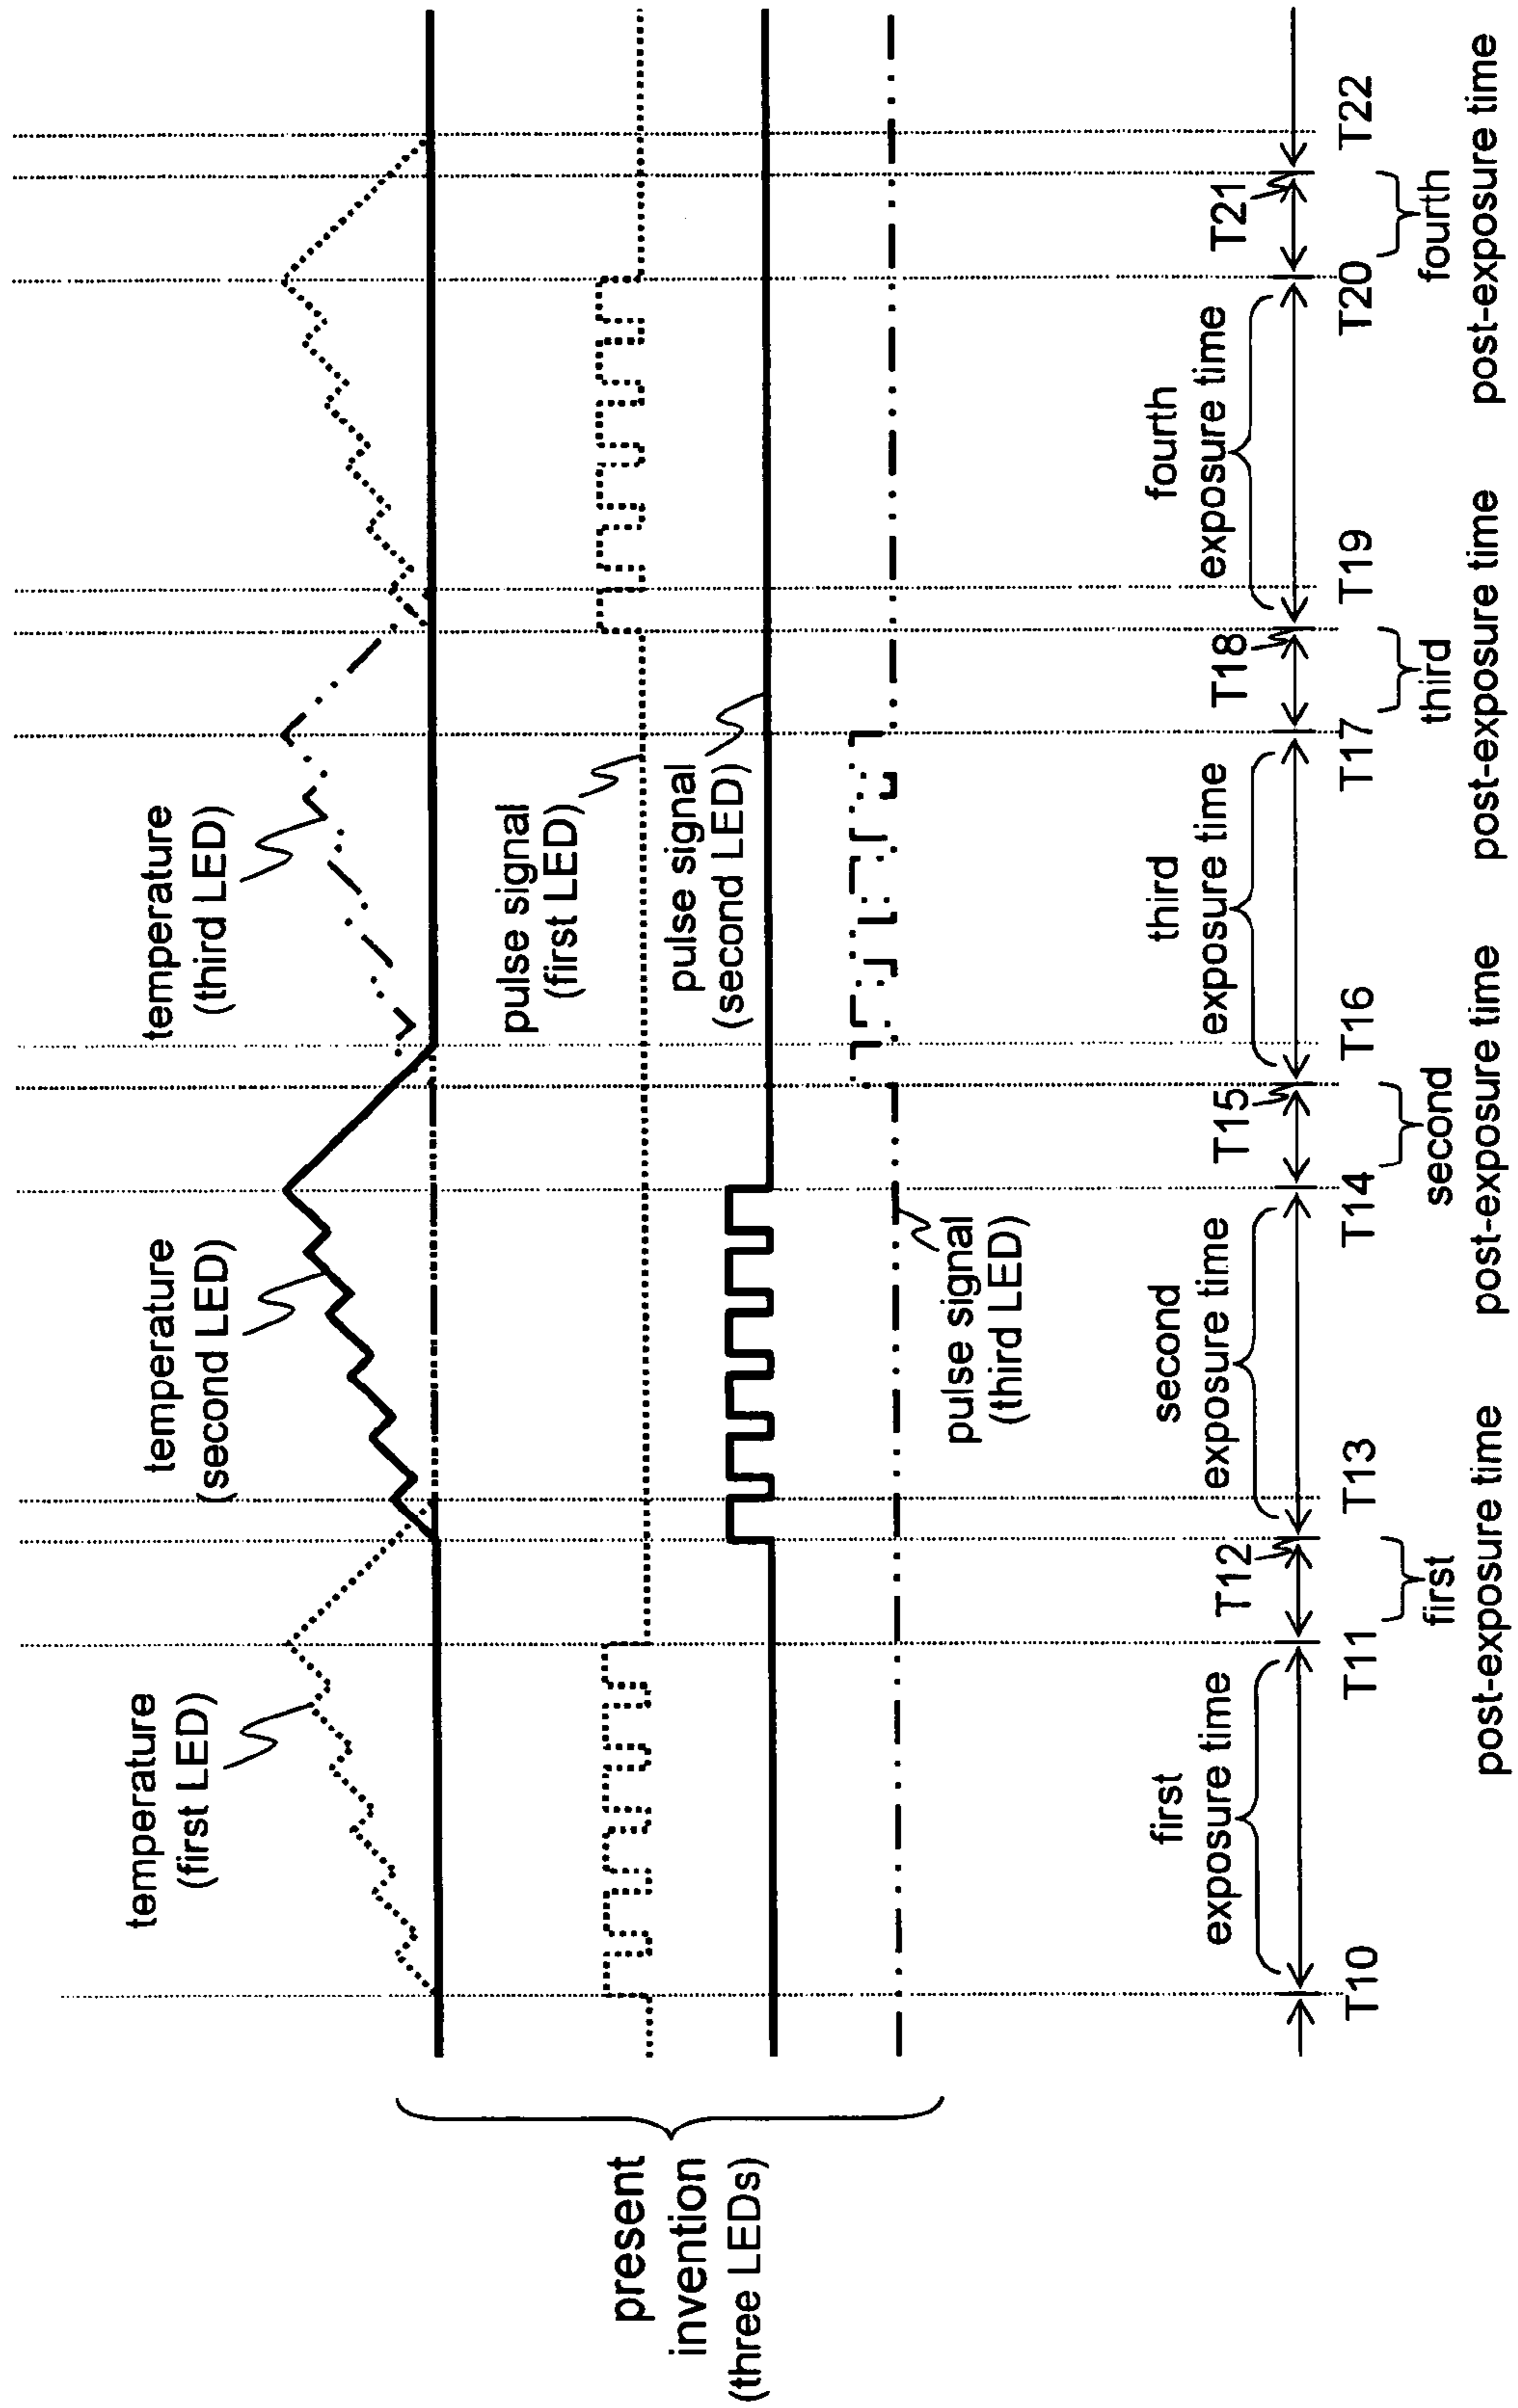 present
invention
(three LEDs)
temperature
(first LED)
temperature
(second LED)
temperature
(third LED)
pulse signal
(first LED)
pulse signal
(second LED)
pulse signal
(third LED)
first
exposure time
second
exposure time
third
exposure time
fourth
exposure time
T12
T15
T18
T21
T10
T11
T13
T14
T16
T17
T19
T20
T22
first
post-exposure time
second
post-exposure time
third
post-exposure time
fourth
post-exposure time